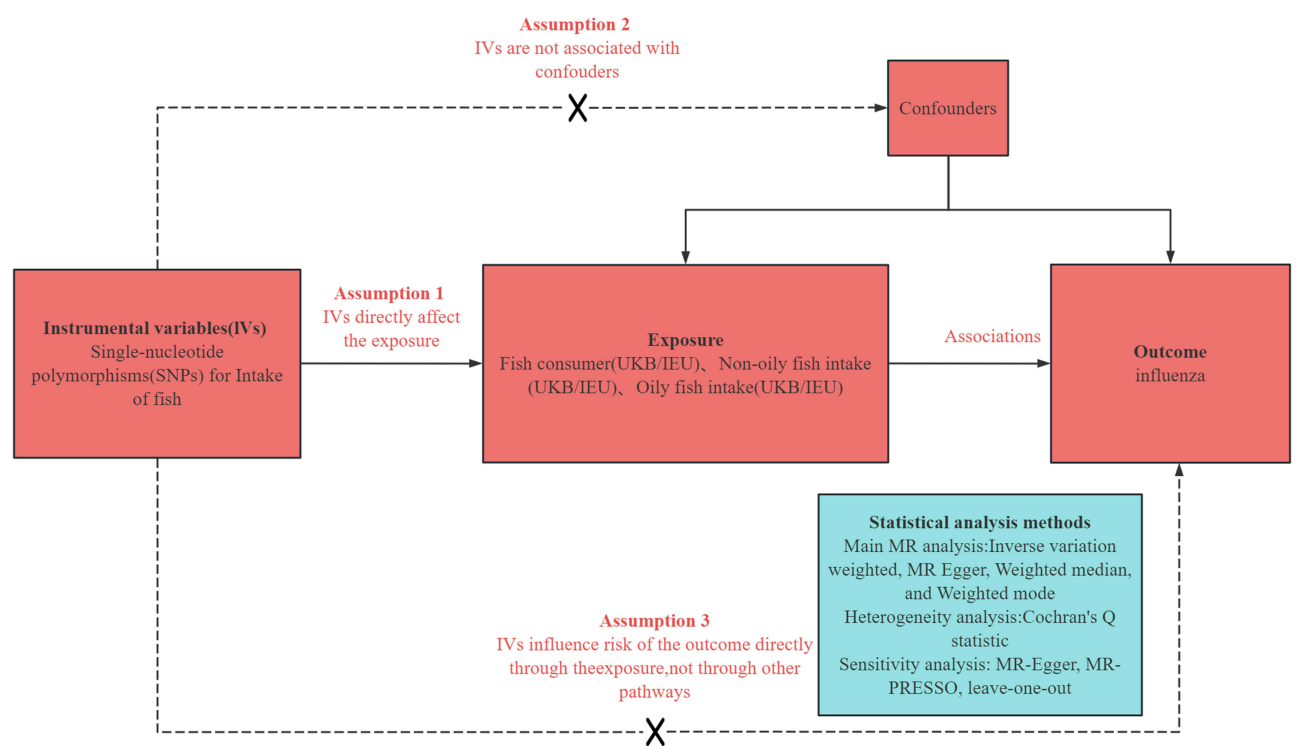 Assumption 2
IVs are not associated with
confouders
Confounders
Instrumental variables(IVs)
Single-nucleotide
polymorphisms(SNPs) for Intake
of fish
Assumption 1
IVs directly affect
the exposure
Exposure
Fish consumer(UKB/IEU)、Non-oily fish intake
(UKB/IEU)、Oily fish intake(UKB/IEU)
Associations
Outcome
influenza
Statistical analysis methods
Main MR analysis:Inverse variation
weighted, MR Egger, Weighted median,
and Weighted mode
Heterogeneity analysis:Cochran's Q
statistic
Sensitivity analysis: MR-Egger, MR-
PRESSO, leave-one-out
Assumption 3
IVs influence risk of the outcome directly
through theexposure,not through other
pathways